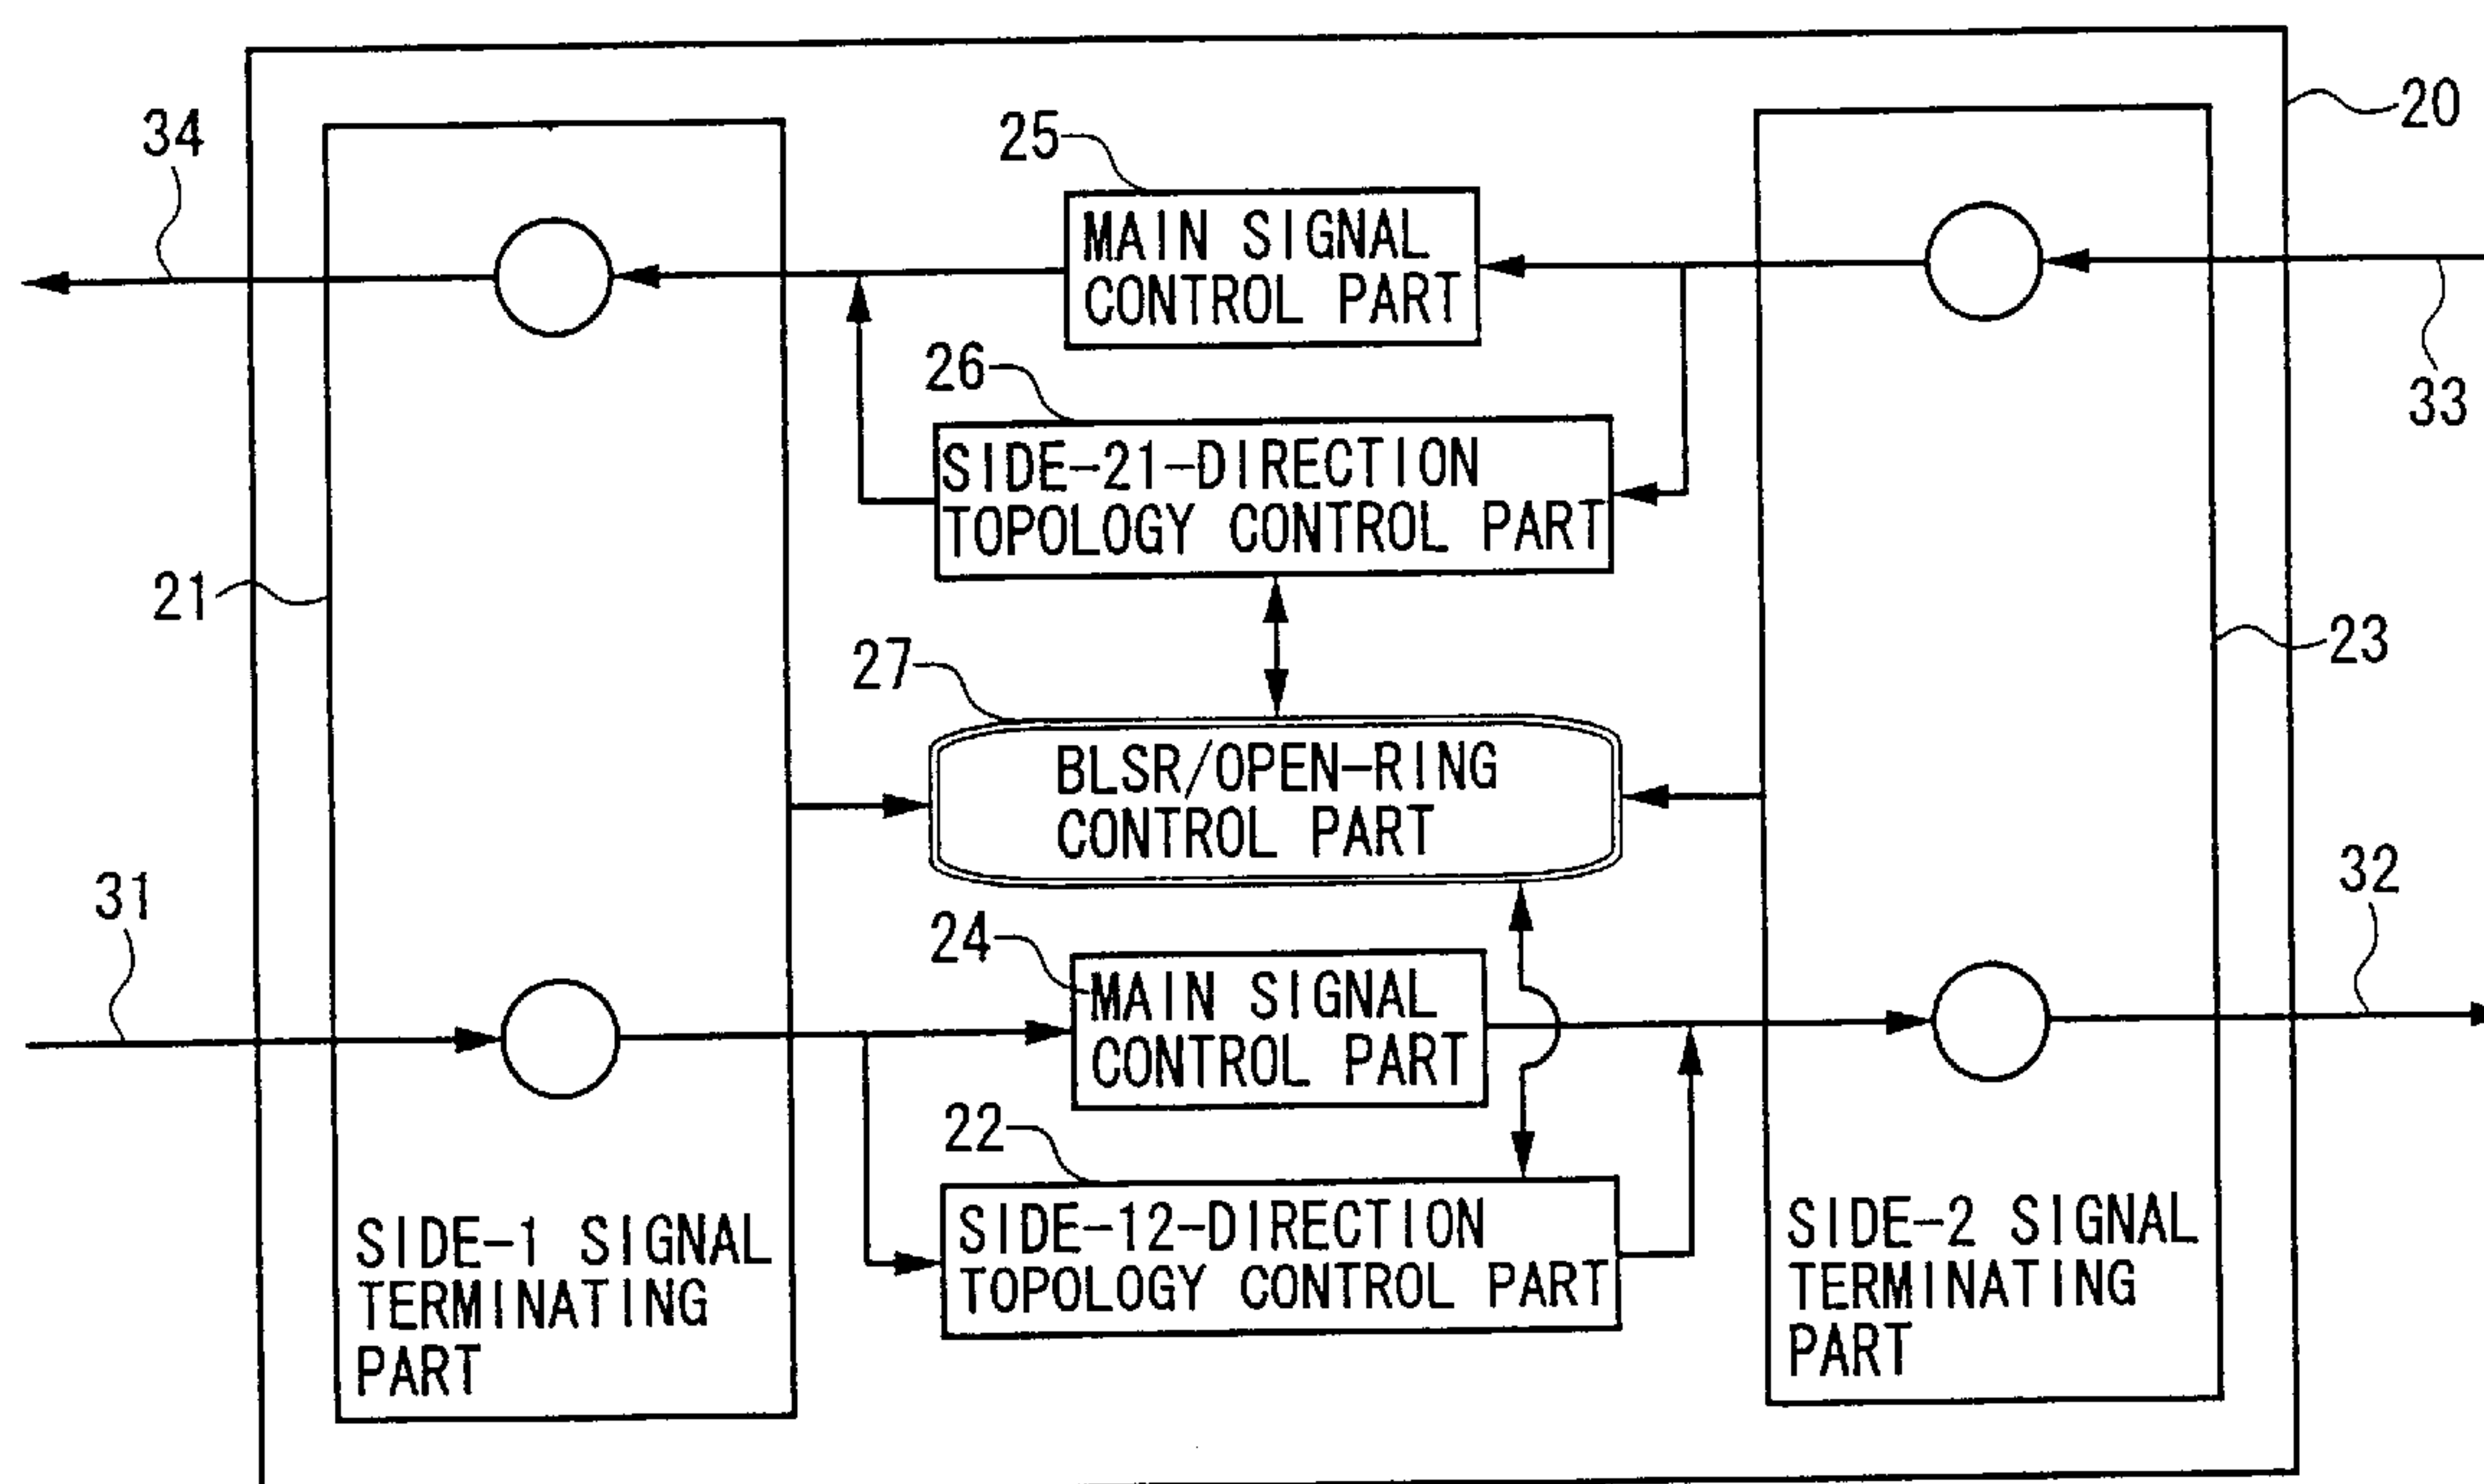 20
34
25
MAIN SIGNAL
CONTROL PART
33
26
SIDE-21-DIRECTION
TOPOLOGY CONTROL PART
21
23
27
BLSR/OPEN-RING
CONTROL PART
31
32
24
MAIN SIGNAL
CONTROL PART
22
SIDE-12-DIRECTION
TOPOLOGY CONTROL PART
SIDE-1 SIGNAL
TERMINATING
PART
SIDE-2 SIGNAL
TERMINATING
PART